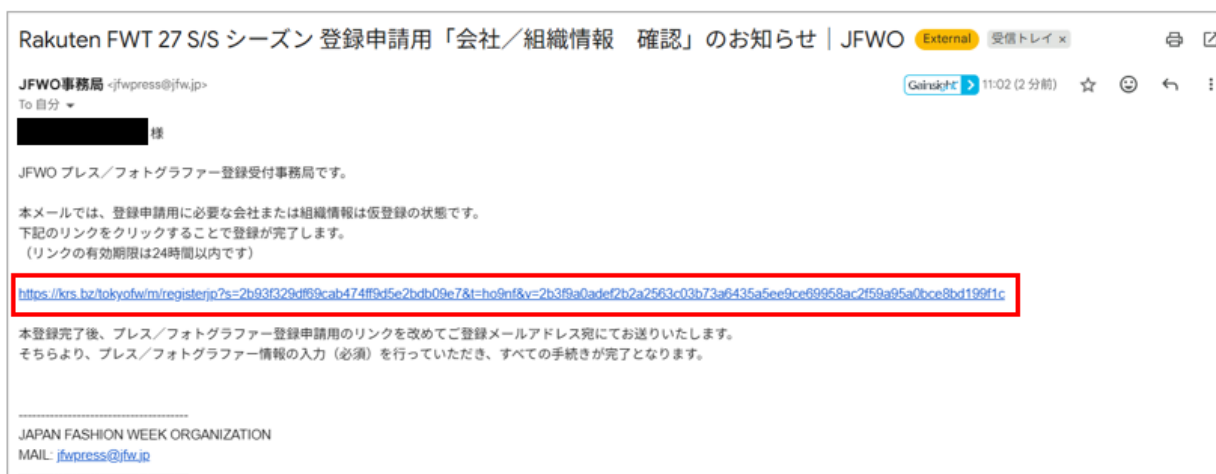 Rakuten FWT 27 S/S シーズン 登録申請用「会社／組織情報　確認」のお知らせ｜JFWO External 受信トレイ ×
JFWO事務局 <jfwpress@jfw.jp> Gainsight 11:02 (2 分前)
To 自分
様
JFWO プレス／フォトグラファー登録受付事務局です。
本メールでは、登録申請用に必要な会社または組織情報は仮登録の状態です。
下記のリンクをクリックすることで登録が完了します。
（リンクの有効期限は24時間以内です）
https://krs.bz/tokyofw/m/registerjp?s=2b93f329df69cab474ff9d5e2bdb09e7&t=ho9nf&v=2b3f9a0adef2b2a2563c03b73a6435a5ee9ce69958ac2f59a95a0bce8bd199f1c
本登録完了後、プレス／フォトグラファー登録申請用のリンクを改めてご登録メールアドレス宛にてお送りいたします。
そちらより、プレス／フォトグラファー情報の入力（必須）を行っていただき、すべての手続きが完了となります。
--------------------------------------
JAPAN FASHION WEEK ORGANIZATION
MAIL: jfwpress@jfw.jp